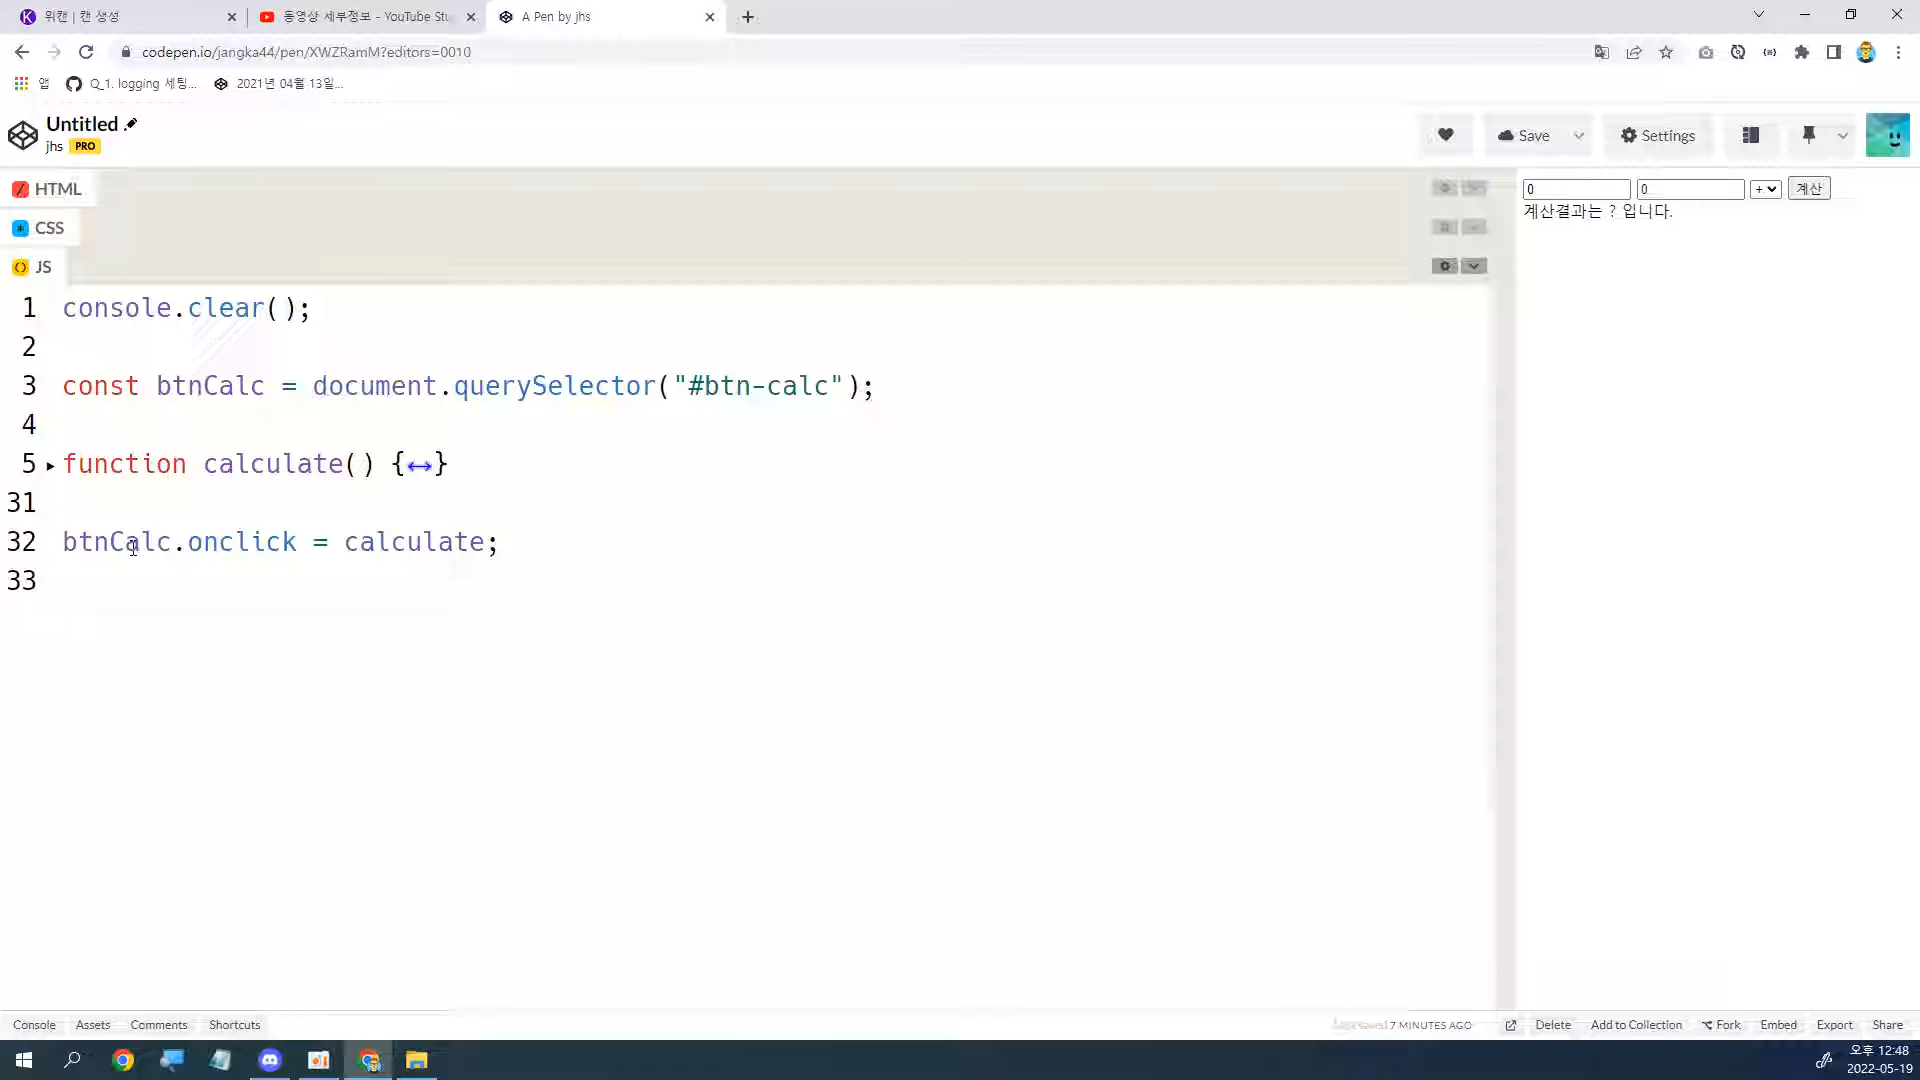 위캔 | 캔 생성
동영상 세부정보 - YouTube Stu
A Pen by jhs
codepen.io/jangka44/pen/XWZRamM?editors=0010
앱
Q_1. logging 세팅...
2021년 04월 13일...
Untitled
jhs PRO
Save
Settings
HTML
CSS
JS
1 console.clear();
2
3 const btnCalc = document.querySelector("#btn-calc");
4
5 function calculate() {↔}
31
32 btnCalc.onclick = calculate;
33
0 0 + 계산
계산결과는 ? 입니다.
Console Assets Comments Shortcuts
7 MINUTES AGO Delete Add to Collection Fork Embed Export Share
오후 12:48
2022-05-19